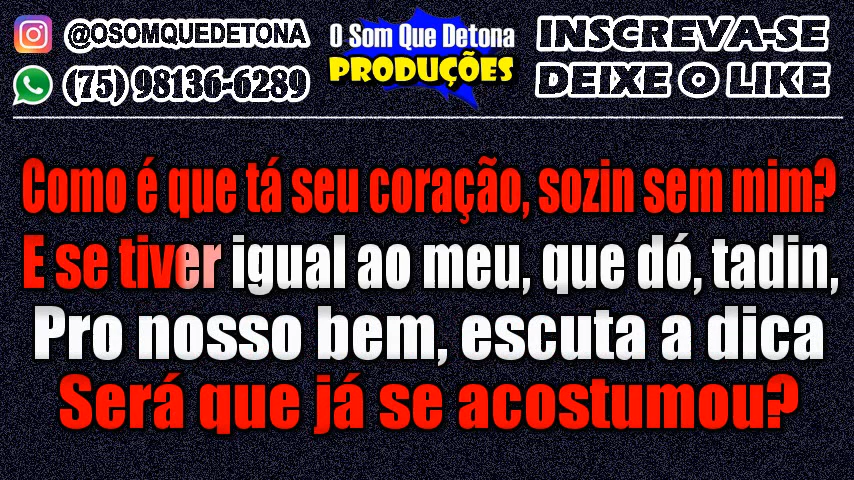 @OSOMQUEDETONA
(75) 98136-6289
O Som Que Detona
PRODUÇÕES
INSCREVA-SE
DEIXE O LIKE
Como é que tá seu coração, sozin sem mim?
E se tiver igual ao meu, que dó, tadin,
Pro nosso bem, escuta a dica
Será que já se acostumou?